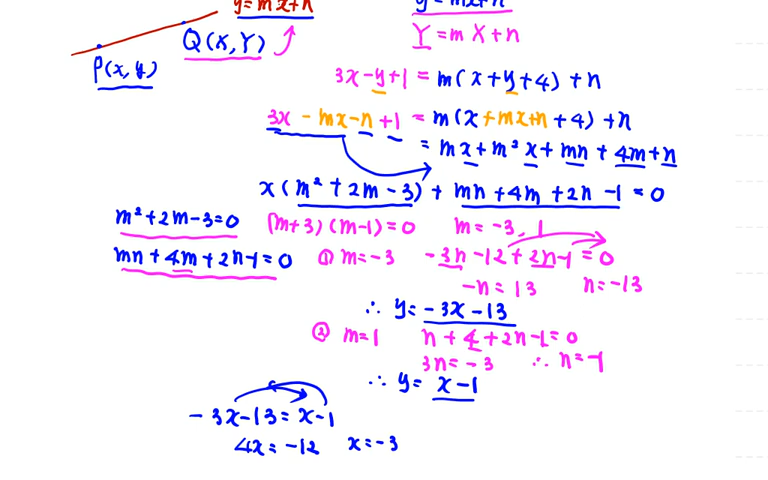 y=mx+n
y=mx+n
Q(X,Y)
Y=mX+n
P(x,y)
3x-y+1=m(x+y+4)+n
3x-mx-n+1=m(x+mx+n+4)+n
=mx+m²x+mn+4m+n
x(m²+2m-3)+mn+4m+2n-1=0
m²+2m-3=0 (m+3)(m-1)=0 m=-3, 1
mn+4m+2n-1=0 ① m=-3 -3n-12+2n-1=0
-n=13 n=-13
∴ y=-3x-13
② m=1 n+4+2n-1=0
3n=-3 ∴ n=-1
∴ y=x-1
-3x-13=x-1
4x=-12 x=-3